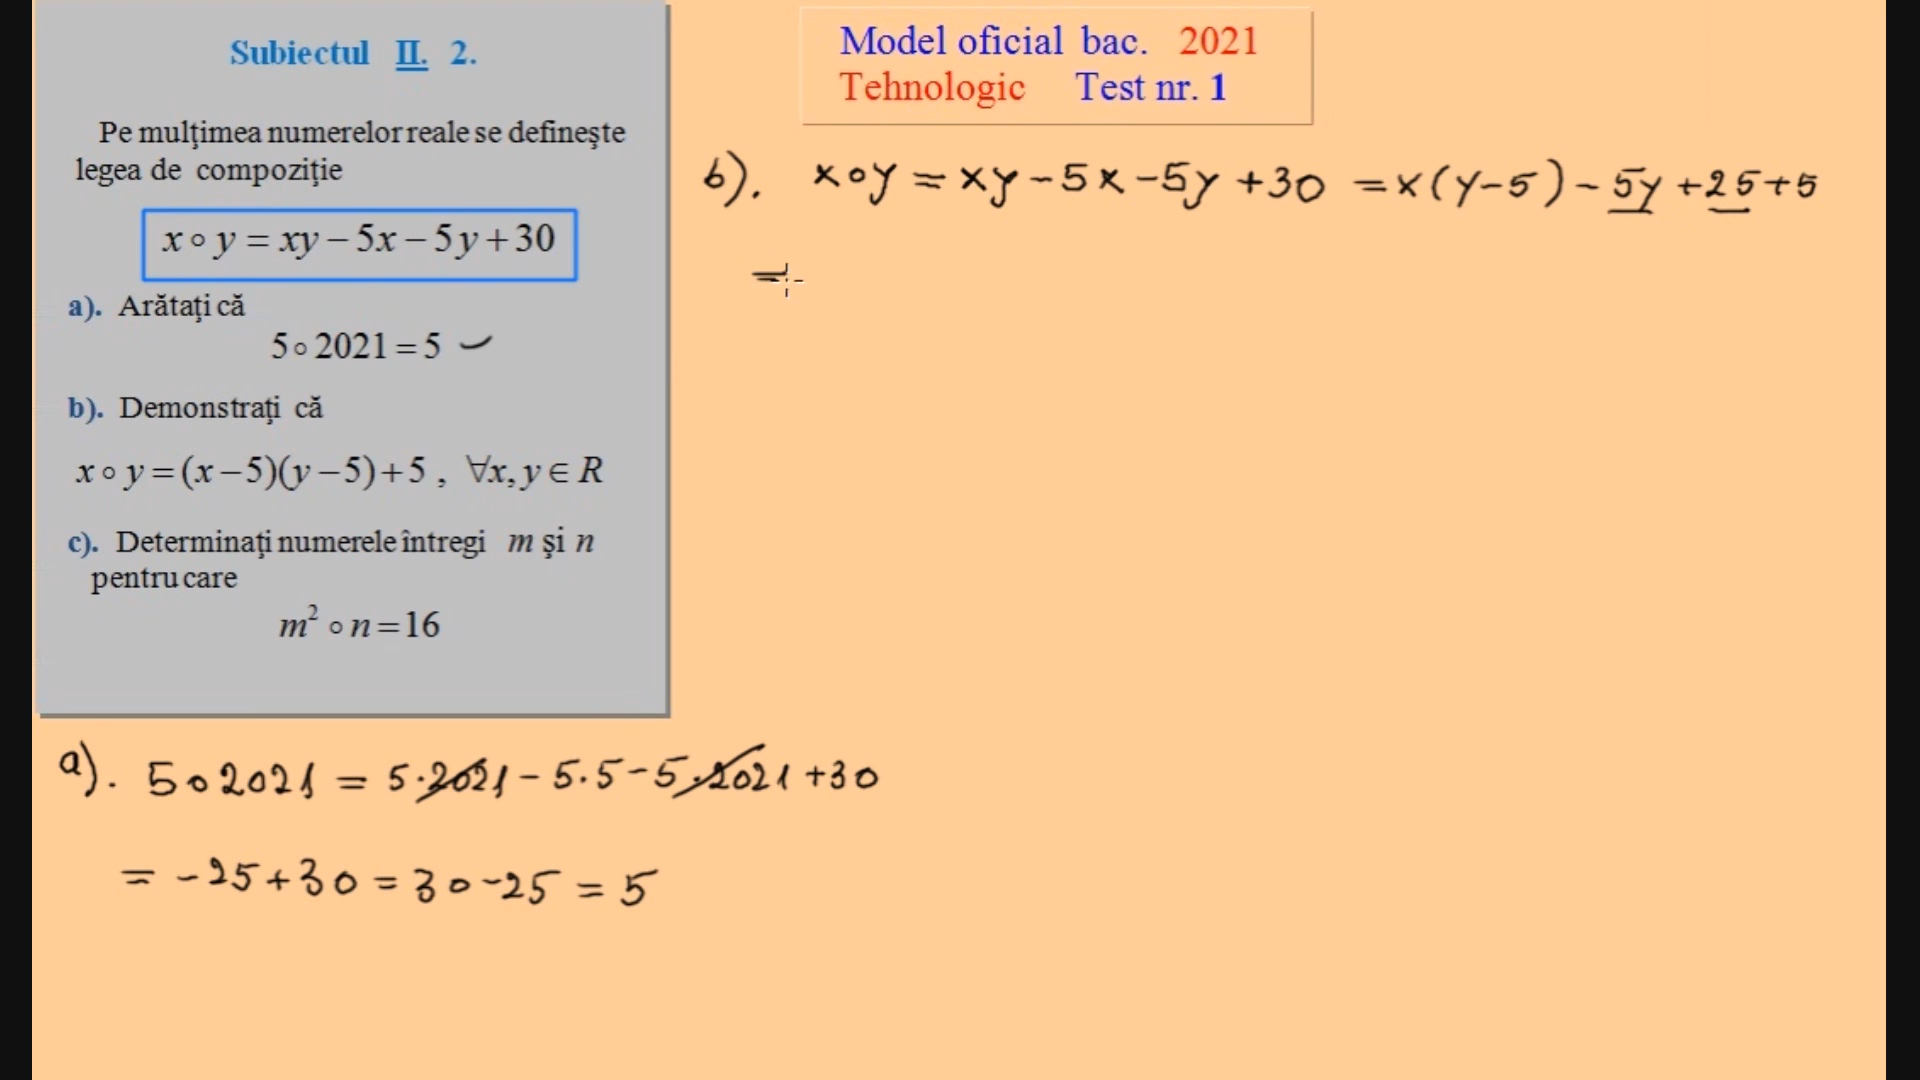 Subiectul II. 2.
Pe mulţimea numerelor reale se defineşte
legea de compoziţie
x ∘ y = xy − 5x − 5y + 30
a). Arătaţi că
5 ∘ 2021 = 5
b). Demonstraţi că
x ∘ y = (x − 5)(y − 5) + 5 , ∀x, y ∈ R
c). Determinaţi numerele întregi m şi n
pentru care
m² ∘ n = 16
Model oficial bac. 2021
Tehnologic Test nr. 1
b). x∘y = xy − 5x − 5y + 30 = x(y−5) − 5y + 25 + 5
=
a). 5∘2021 = 5·2021 − 5·5 − 5·2021 + 30
= −25 + 30 = 30 − 25 = 5